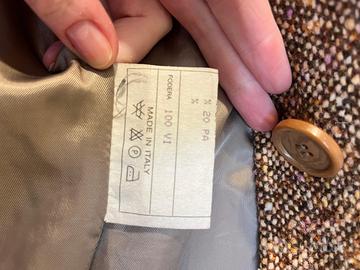 % 20 PA
%
FODERA 100 VI
MADE IN ITALY